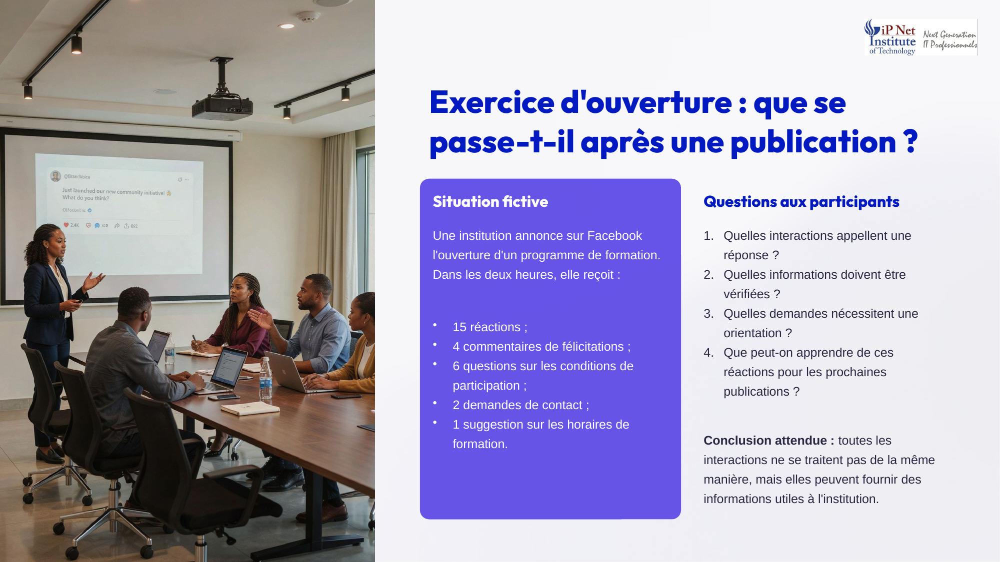 iP Net
Institute
of Technology
Next Generation
IT Professionnels
Exercice d'ouverture : que se
passe-t-il après une publication ?
@BrandVoice
Just launched our new community initiative!
What do you think?
2.4K 318 892
Situation fictive
Une institution annonce sur Facebook
l'ouverture d'un programme de formation.
Dans les deux heures, elle reçoit :
• 15 réactions ;
• 4 commentaires de félicitations ;
• 6 questions sur les conditions de
participation ;
• 2 demandes de contact ;
• 1 suggestion sur les horaires de
formation.
Questions aux participants
1. Quelles interactions appellent une
réponse ?
2. Quelles informations doivent être
vérifiées ?
3. Quelles demandes nécessitent une
orientation ?
4. Que peut-on apprendre de ces
réactions pour les prochaines
publications ?
Conclusion attendue : toutes les
interactions ne se traitent pas de la même
manière, mais elles peuvent fournir des
informations utiles à l'institution.